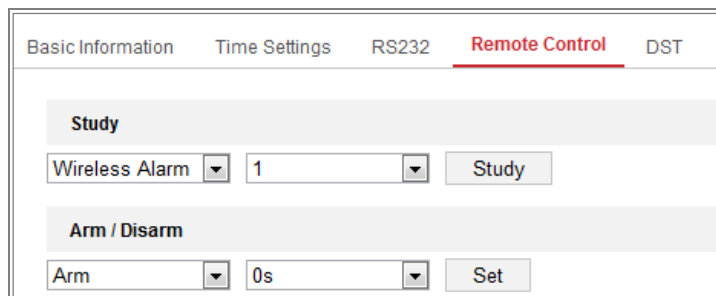 Basic Information Time Settings RS232 Remote Control DST
Study
Wireless Alarm 1 Study
Arm / Disarm
Arm 0s Set